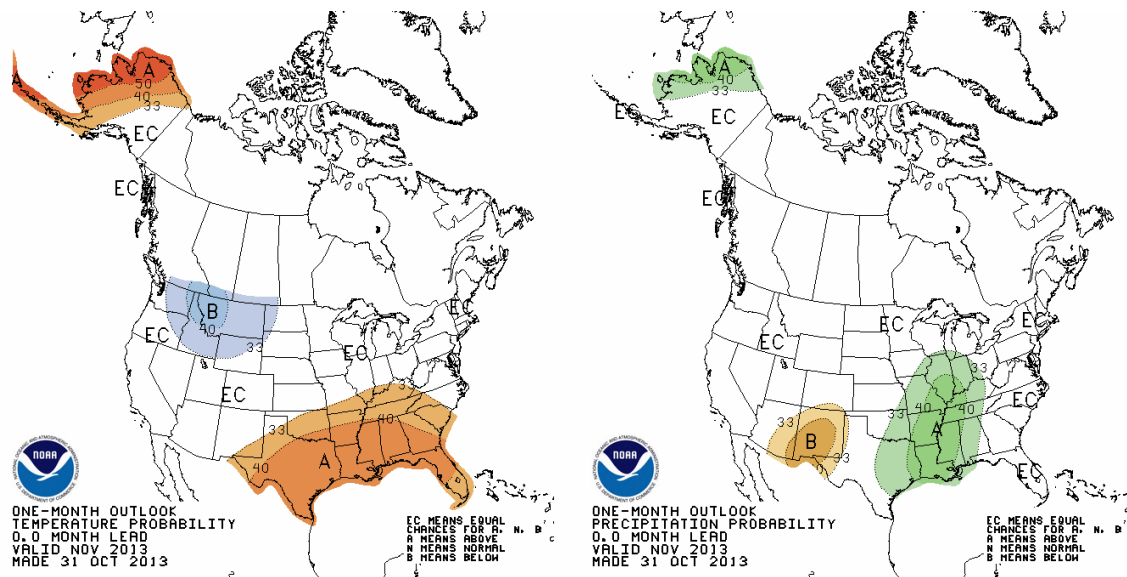 A
A
50
40
33
EC
EC
B
40
33
EC
EC
EC
EC
33
40
40
A
NOAA
ONE-MONTH OUTLOOK
TEMPERATURE PROBABILITY
0.0 MONTH LEAD
VALID NOV 2013
MADE 31 OCT 2013
EC MEANS EQUAL
CHANCES FOR A, N, B
A MEANS ABOVE
N MEANS NORMAL
B MEANS BELOW
A
40
33
EC
EC
EC
EC
EC
EC
33
33
40
40
EC
33
B
33
A
EC
NOAA
ONE-MONTH OUTLOOK
PRECIPITATION PROBABILITY
0.0 MONTH LEAD
VALID NOV 2013
MADE 31 OCT 2013
EC MEANS EQUAL
CHANCES FOR A, N, B
A MEANS ABOVE
N MEANS NORMAL
B MEANS BELOW